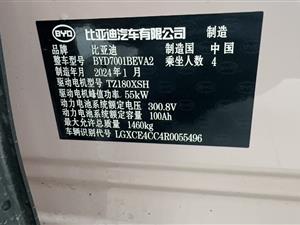 BYD 比亚迪汽车有限公司 制造
品牌 比亚迪 制造国 中国
整车型号 BYD7001BEVA2 乘坐人数 4
制造年月 2024年1月
驱动电机型号 TZ180XSH
驱动电机峰值功率 55kW
动力电池系统额定电压 300.8V
动力电池系统额定容量 100Ah
最大允许总质量 1460kg
车辆识别代号 LGXCE4CC4R0055496